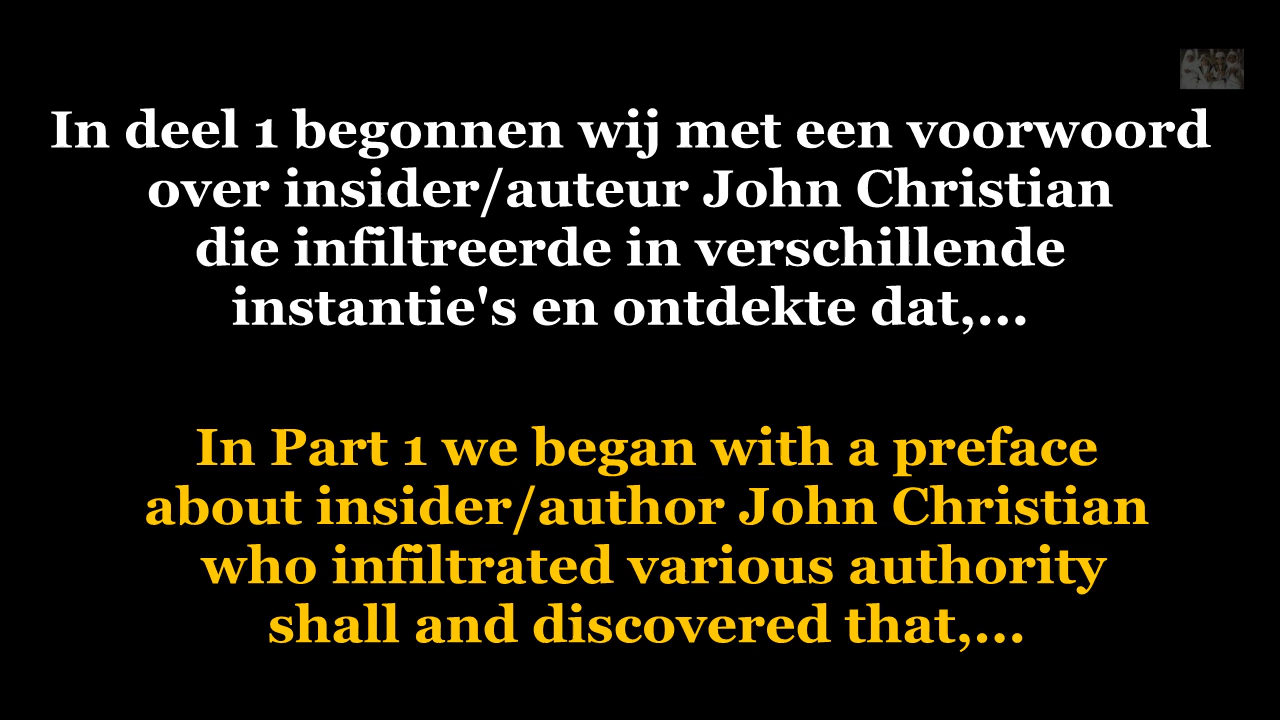 In deel 1 begonnen wij met een voorwoord
over insider/auteur John Christian
die infiltreerde in verschillende
instantie's en ontdekte dat,...
In Part 1 we began with a preface
about insider/author John Christian
who infiltrated various authority
shall and discovered that,...